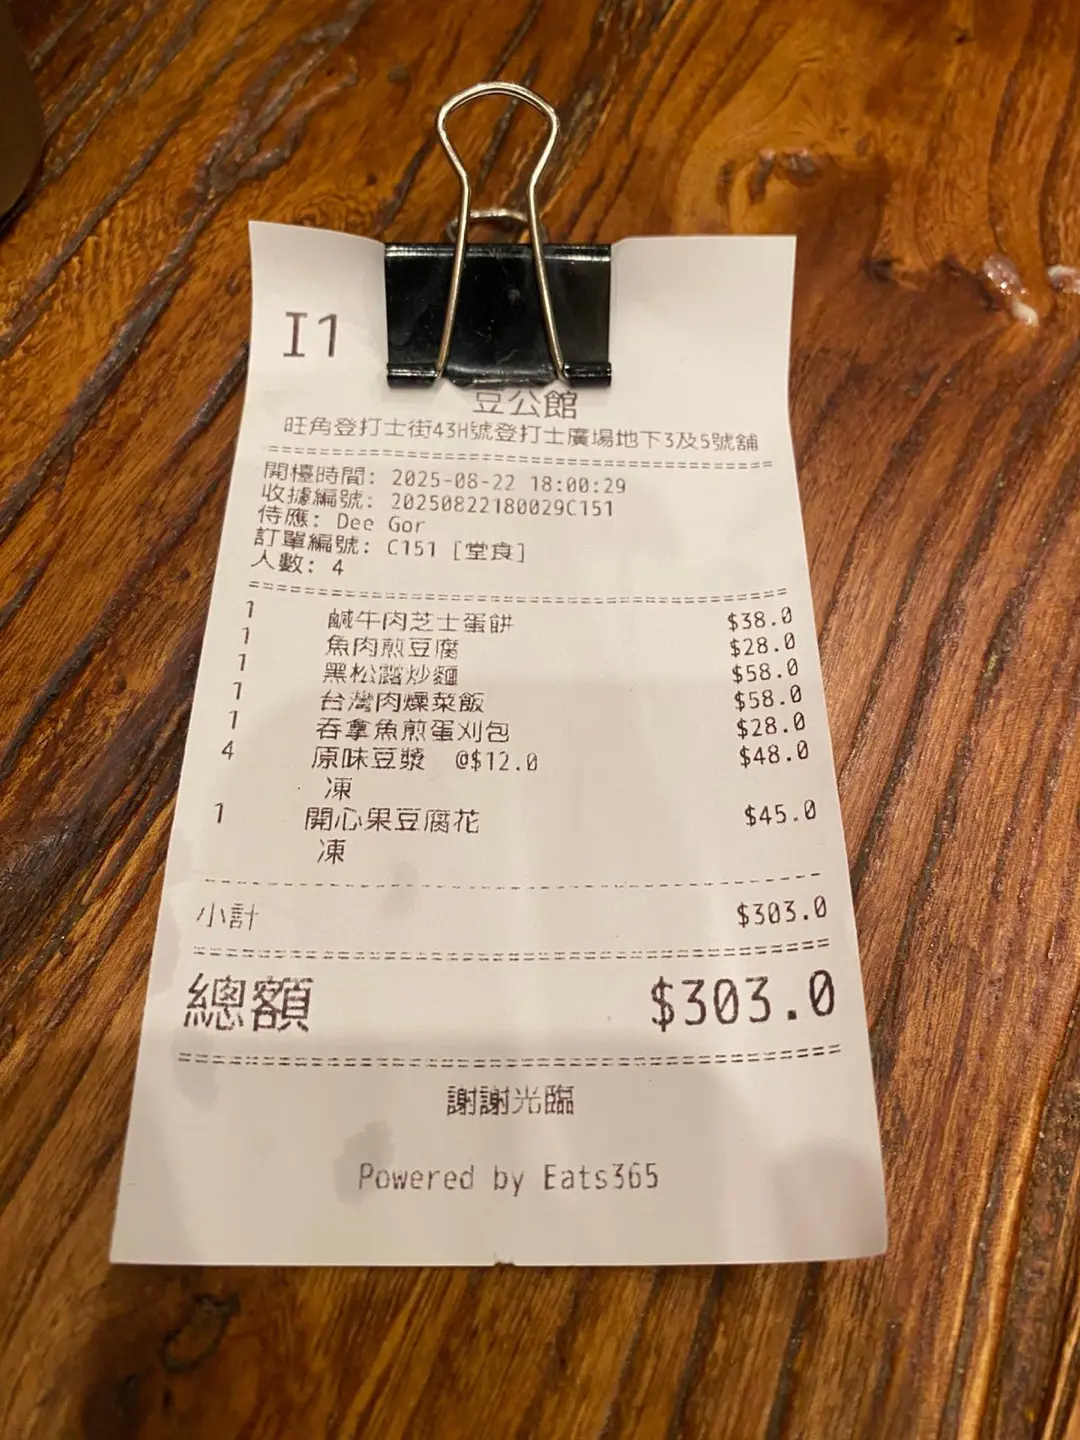 I1
豆公館
旺角登打士街43H號登打士廣場地下3及5號舖
開檯時間: 2025-08-22 18:00:29
收據編號: 20250822180029C151
侍應: Dee Gor
訂單編號: C151 [堂食]
人數: 4
1 鹹牛肉芝士蛋餅 $38.0
1 魚肉煎豆腐 $28.0
1 黑松露炒麵 $58.0
1 台灣肉燥菜飯 $58.0
1 吞拿魚煎蛋刈包 $28.0
4 原味豆漿 @$12.0 $48.0
凍
1 開心果豆腐花 $45.0
凍
小計 $303.0
總額 $303.0
謝謝光臨
Powered by Eats365